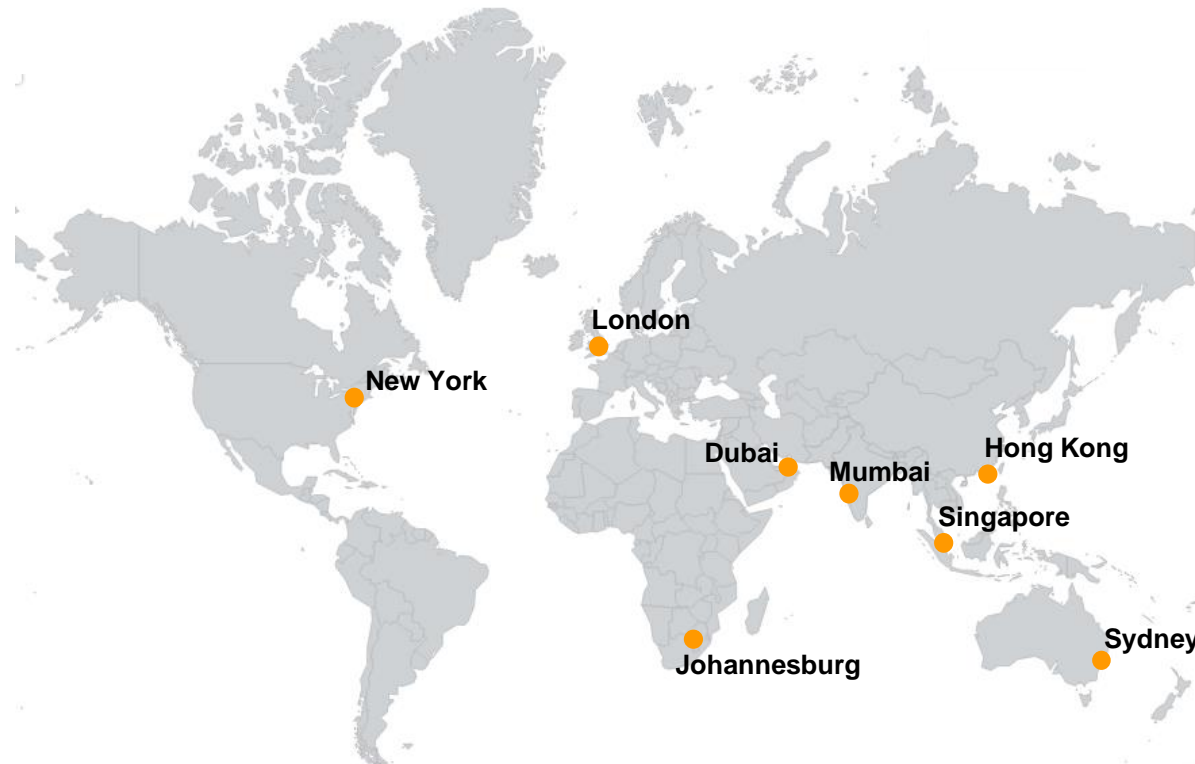 London
New York
Dubai
Mumbai
Hong Kong
Singapore
Sydney
Johannesburg